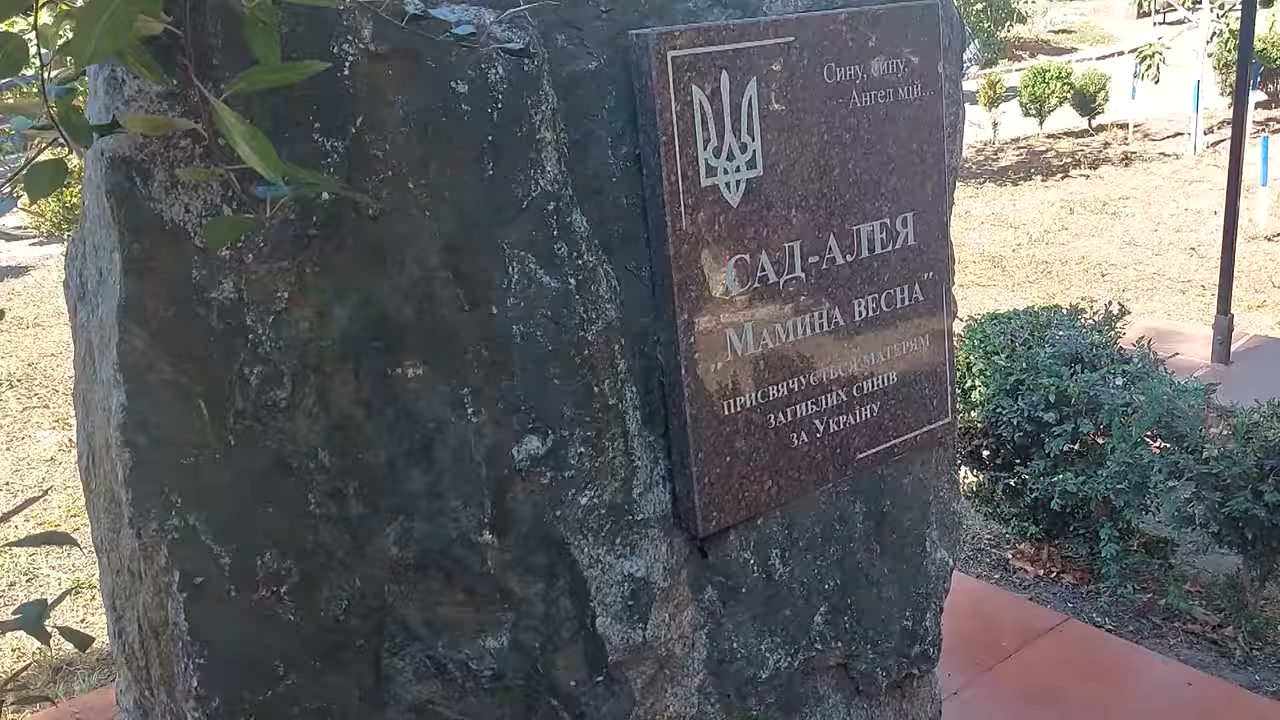 Сину, сину,
Ангел мій...
САД-АЛЕЯ
"Мамина весна"
присвячується матерям
загиблих синів
за Україну